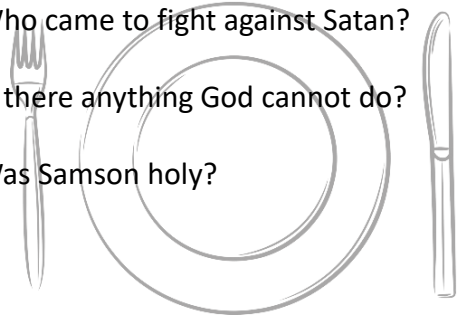 Who came to fight against Satan?
there anything God cannot do?
Was Samson holy?